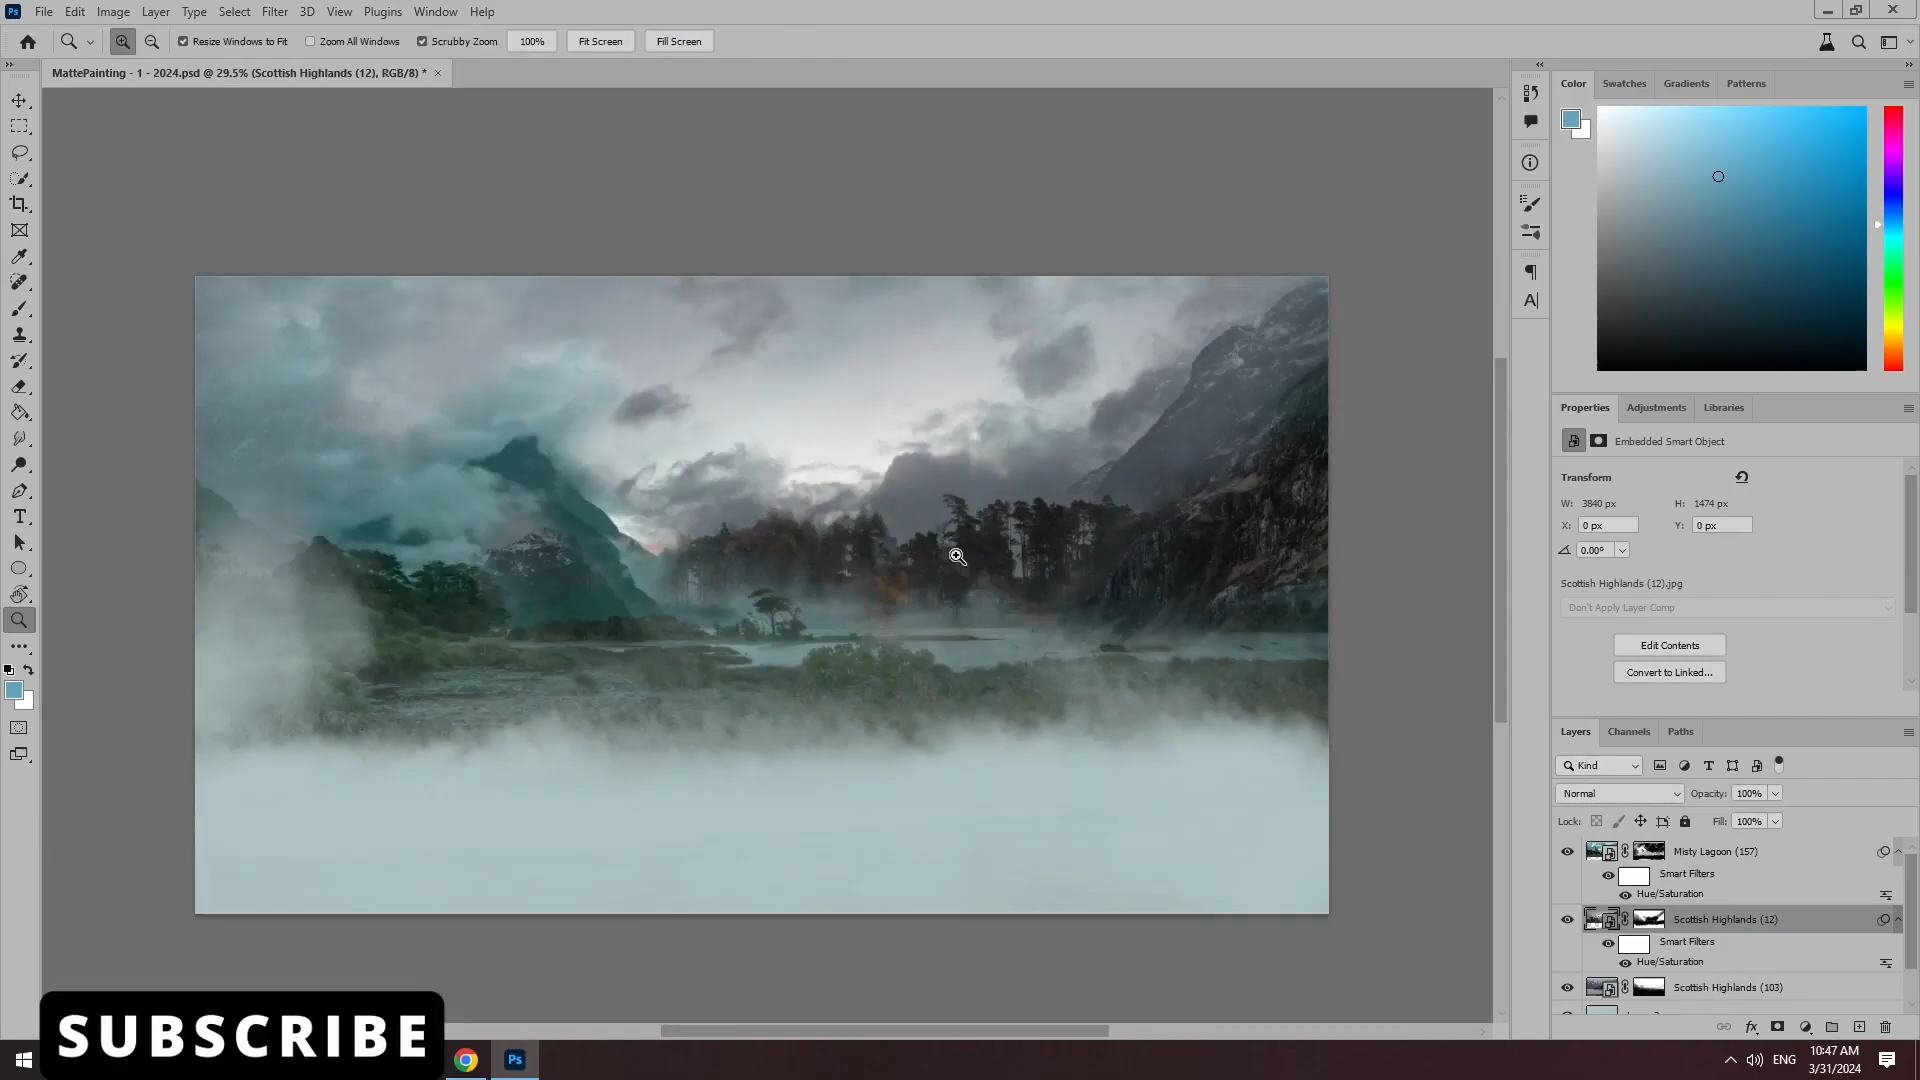 Ps File Edit Image Layer Type Select Filter 3D View Plugins Window Help
Resize Windows to Fit Zoom All Windows Scrubby Zoom 100% Fit Screen Fill Screen
MattePainting - 1 - 2024.psd @ 29.5% (Scottish Highlands (12), RGB/8) *
Color Swatches Gradients Patterns
Properties Adjustments Libraries
Embedded Smart Object
Transform
W: 3840 px H: 1474 px
X: 0 px Y: 0 px
0.00°
Scottish Highlands (12).jpg
Don't Apply Layer Comp
Edit Contents
Convert to Linked...
Layers Channels Paths
Kind
Normal Opacity: 100%
Lock: Fill: 100%
Misty Lagoon (157)
Smart Filters
Hue/Saturation
Scottish Highlands (12)
Smart Filters
Hue/Saturation
Scottish Highlands (103)
fx
SUBSCRIBE
Ps
ENG
10:47 AM
3/31/2024